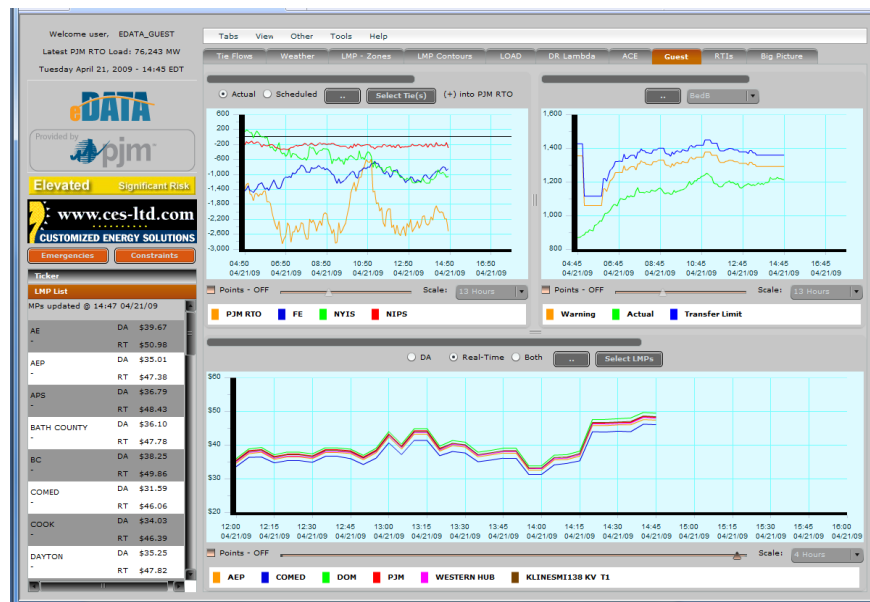 Welcome user, EDATA_GUEST
Latest PJM RTO Load: 76,243 MW
Tuesday April 21, 2009 - 14:45 EDT
eDATA
Provided by
pjm
Elevated Significant Risk
www.ces-ltd.com
CUSTOMIZED ENERGY SOLUTIONS
Emergencies Constraints
Ticker
LMP List
MPs updated @ 14:47 04/21/09
AE DA $39.67
- RT $50.98
AEP DA $35.01
- RT $47.38
APS DA $36.79
- RT $48.43
BATH COUNTY DA $36.10
- RT $47.78
BC DA $38.25
- RT $49.86
COMED DA $31.59
- RT $46.06
COOK DA $34.03
- RT $46.39
DAYTON DA $35.25
- RT $47.82
Tabs View Other Tools Help
Tie Flows Weather LMP - Zones LMP Contours LOAD DR Lambda ACE Guest RTIs Big Picture
Actual Scheduled .. Select Tie(s) (+) into PJM RTO
600
200
-200
-600
-1,000
-1,400
-1,800
-2,200
-2,600
-3,000
04:50 06:50 08:50 10:50 12:50 14:50 16:50
04/21/09 04/21/09 04/21/09 04/21/09 04/21/09 04/21/09 04/21/09
Points - OFF Scale: 13 Hours
PJM RTO FE NYIS NIPS
.. BedB
1,600
1,400
1,200
1,000
800
04:45 06:45 08:45 10:45 12:45 14:45 16:45
04/21/09 04/21/09 04/21/09 04/21/09 04/21/09 04/21/09 04/21/09
Points - OFF Scale: 13 Hours
Warning Actual Transfer Limit
DA Real-Time Both .. Select LMPs
$60
$50
$40
$30
$20
12:00 12:15 12:30 12:45 13:00 13:15 13:30 13:45 14:00 14:15 14:30 14:45 15:00 15:15 15:30 15:45 16:00
04/21/09 04/21/09 04/21/09 04/21/09 04/21/09 04/21/09 04/21/09 04/21/09 04/21/09 04/21/09 04/21/09 04/21/09 04/21/09 04/21/09 04/21/09 04/21/09 04/21/09
Points - OFF Scale: 4 Hours
AEP COMED DOM PJM WESTERN HUB KLINESMI138 KV T1